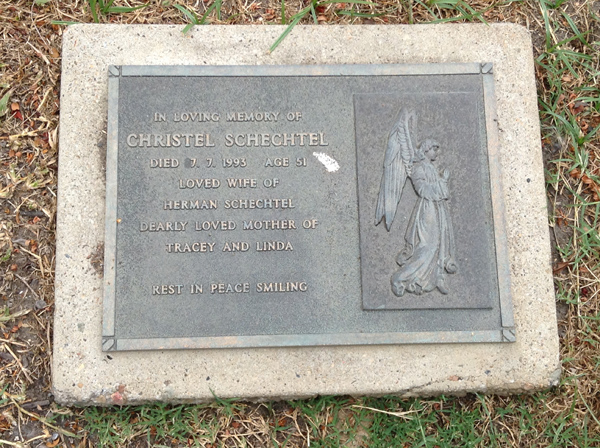 IN LOVING MEMORY OF
CHRISTEL SCHECHTEL
DIED 7. 7. 1993 AGE 51
LOVED WIFE OF
HERMAN SCHECHTEL
DEARLY LOVED MOTHER OF
TRACEY AND LINDA
REST IN PEACE SMILING